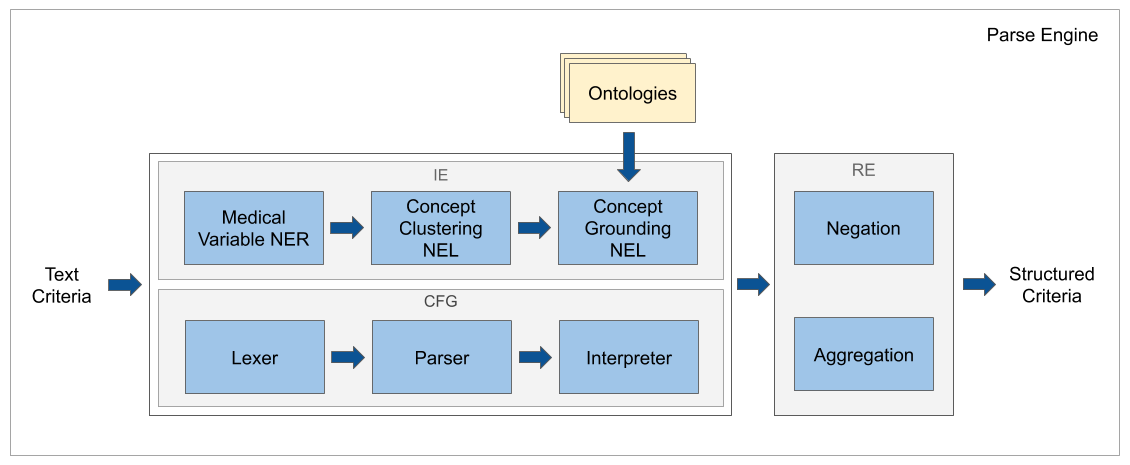 Parse Engine
Ontologies
IE
Medical
Variable NER
Concept
Clustering
NEL
Concept
Grounding
NEL
RE
Negation
Text
Criteria
Structured
Criteria
CFG
Lexer
Parser
Interpreter
Aggregation